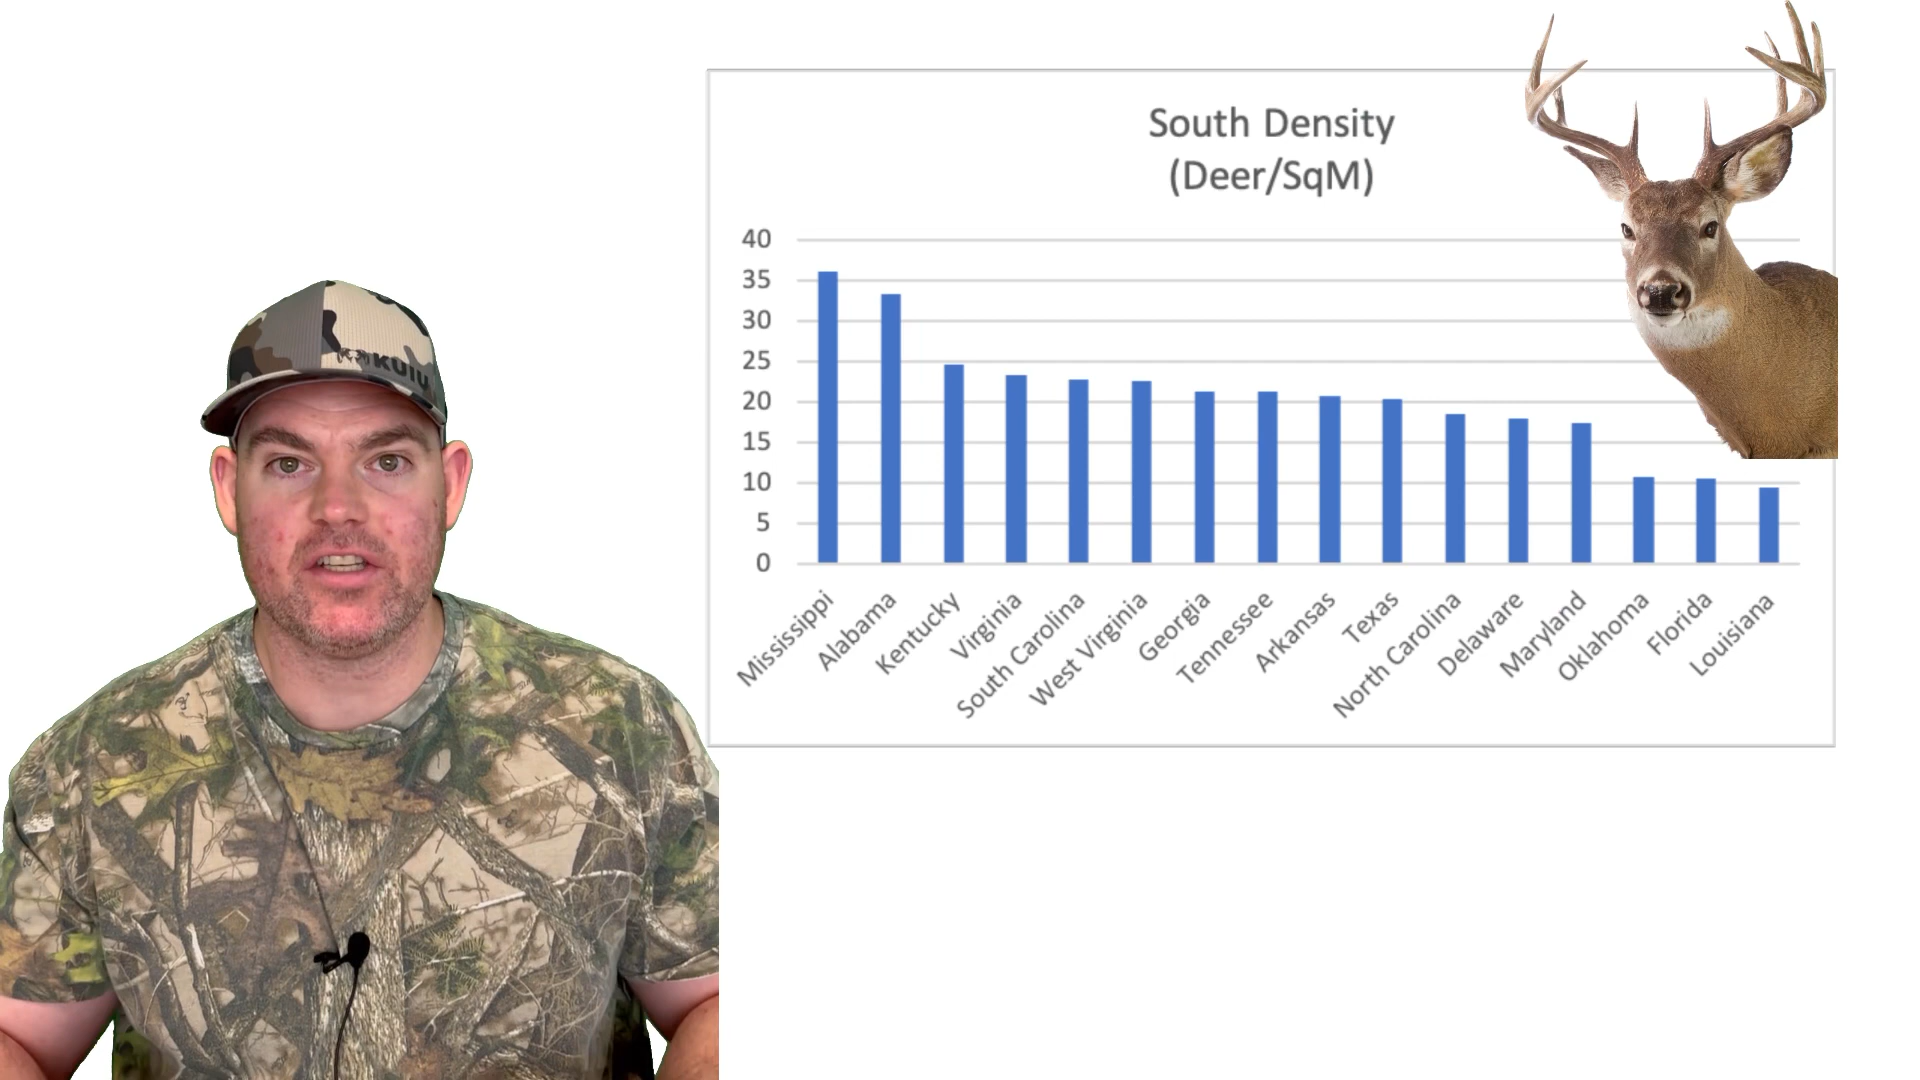 South Density
(Deer/SqM)
40
35
30
25
20
15
10
5
0
Mississippi
Alabama
Kentucky
Virginia
South Carolina
West Virginia
Georgia
Tennessee
Arkansas
Texas
North Carolina
Delaware
Maryland
Oklahoma
Florida
Louisiana
KUIU